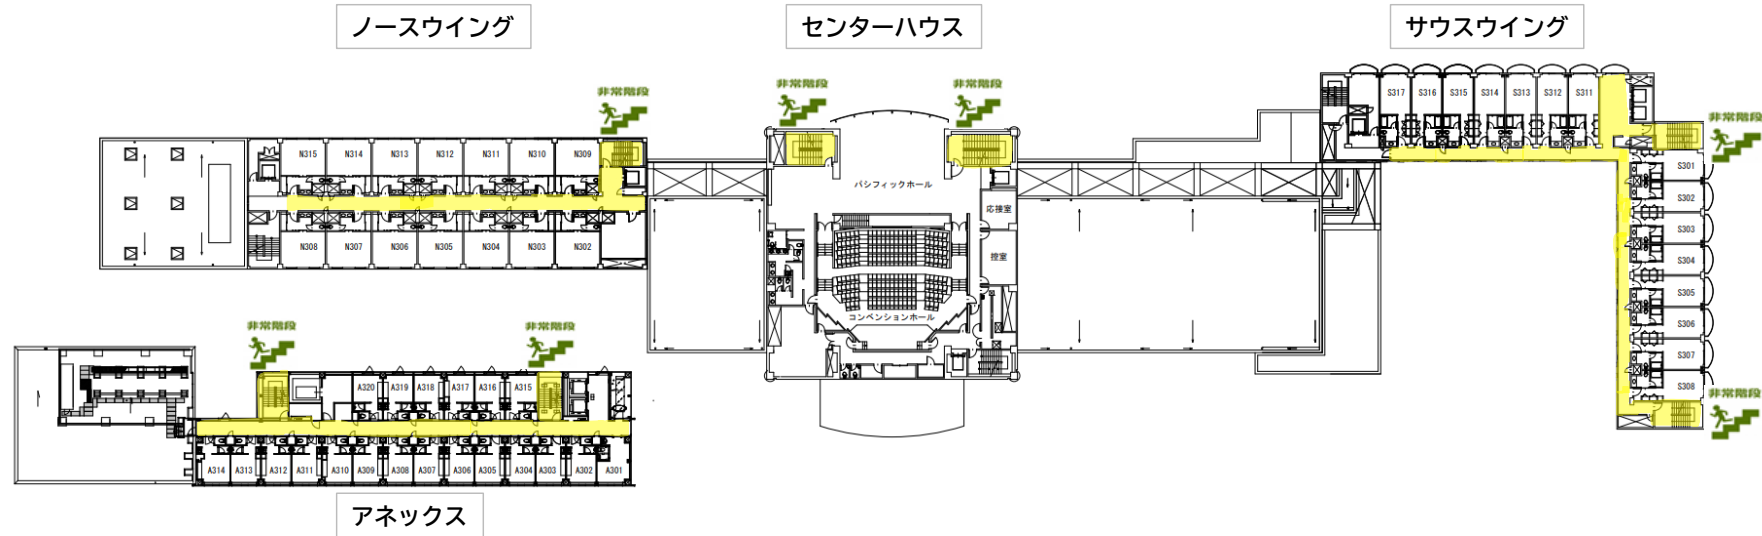 ノースウイング
センターハウス
サウスウイング
非常階段
非常階段
非常階段
非常階段
非常階段
N315 N314 N313 N312 N311 N310 N309
N308 N307 N306 N305 N304 N303 N302
パシフィックホール
応接室
控室
コンベンションホール
S317 S316 S315 S314 S313 S312 S311
S301
S302
S303
S304
S305
S306
S307
S308
非常階段
非常階段
A320 A319 A318 A317 A316 A315
A314 A313 A312 A311 A310 A309 A308 A307 A306 A305 A304 A303 A302 A301
アネックス